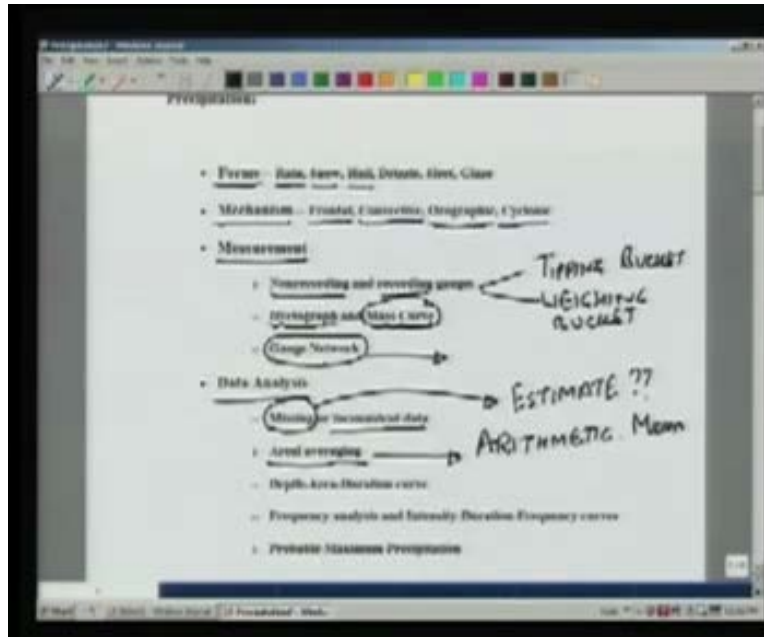 Precipitation:
• Forms – Rain, Snow, Hail, Drizzle, Sleet, Glaze
• Mechanism – Frontal, Convective, Orographic, Cyclonic
• Measurement
– Nonrecording and recording gauges
TIPPING BUCKET
WEIGHING
BUCKET
– Hyetograph and Mass Curve
– Gauge Network
• Data Analysis
– Missing or inconsistent data
ESTIMATE ??
– Areal averaging
ARITHMETIC Mean
– Depth-Area-Duration curve
– Frequency analysis and Intensity-Duration-Frequency curves
– Probable Maximum Precipitation